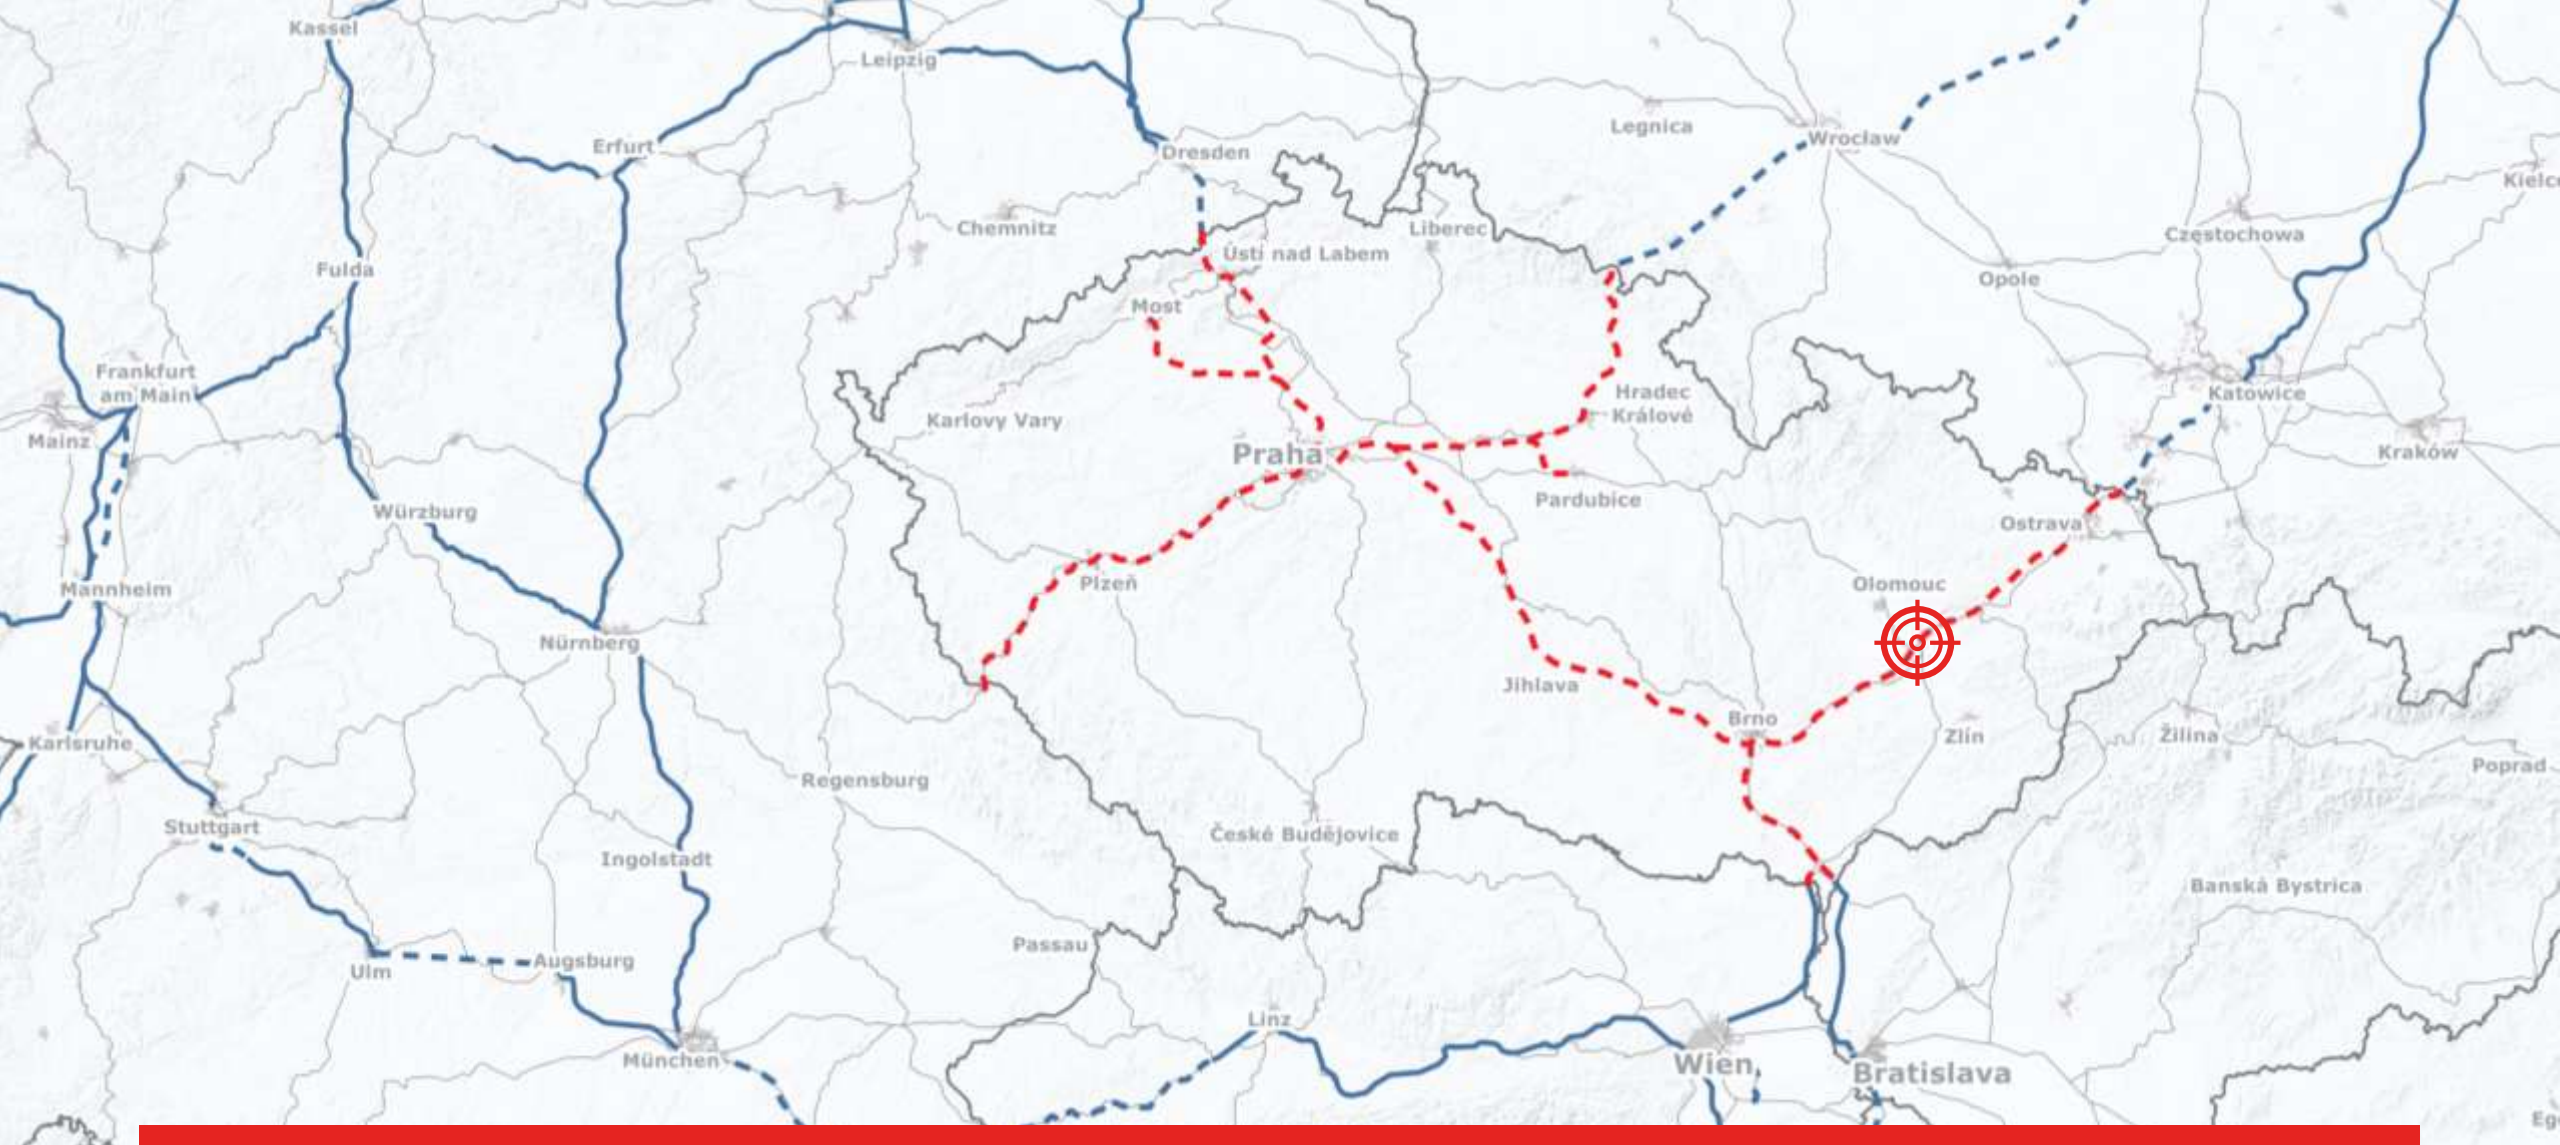 Kassel
Leipzig
Legnica
Wrocław
Erfurt
Dresden
Kielce
Chemnitz
Liberec
Częstochowa
Ústí nad Labem
Fulda
Opole
Most
Frankfurt
am Main
Hradec
Králové
Katowice
Karlovy Vary
Mainz
Praha
Kraków
Pardubice
Würzburg
Ostrava
Plzeň
Olomouc
Mannheim
Nürnberg
Jihlava
Brno
Zlín
Žilina
Karlsruhe
Poprad
Regensburg
Stuttgart
České Budějovice
Ingolstadt
Banská Bystrica
Passau
Augsburg
Ulm
Linz
München
Wien
Bratislava